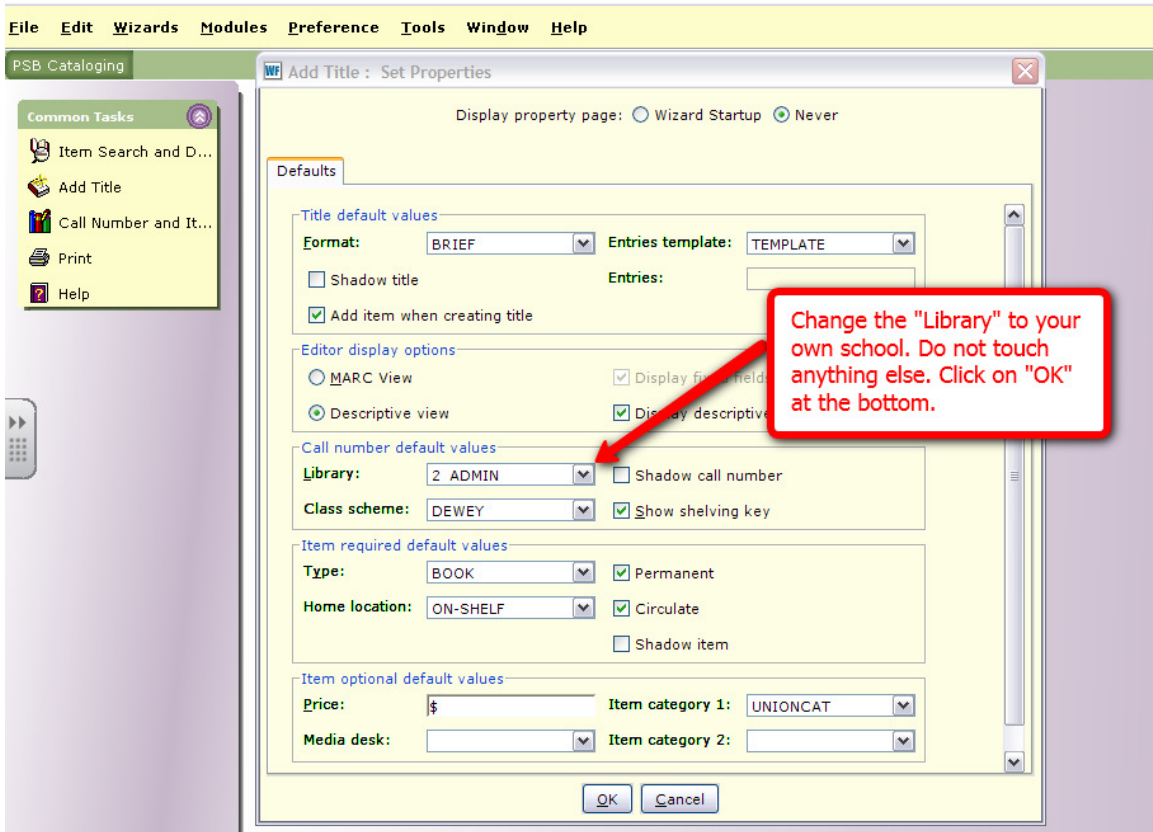 File Edit Wizards Modules Preference Tools Window Help
PSB Cataloging
WF Add Title : Set Properties
Common Tasks
Item Search and D...
Add Title
Call Number and It...
Print
? Help
Display property page: Wizard Startup Never
Defaults
Title default values
Format: BRIEF Entries template: TEMPLATE
Shadow title Entries:
Add item when creating title
Change the "Library" to your
own school. Do not touch
anything else. Click on "OK"
at the bottom.
Editor display options
MARC View Display fields
Descriptive view Display descriptive
Call number default values
Library: 2 ADMIN Shadow call number
Class scheme: DEWEY Show shelving key
Item required default values
Type: BOOK Permanent
Home location: ON-SHELF Circulate
Shadow item
Item optional default values
Price: $ Item category 1: UNIONCAT
Media desk: Item category 2:
OK Cancel